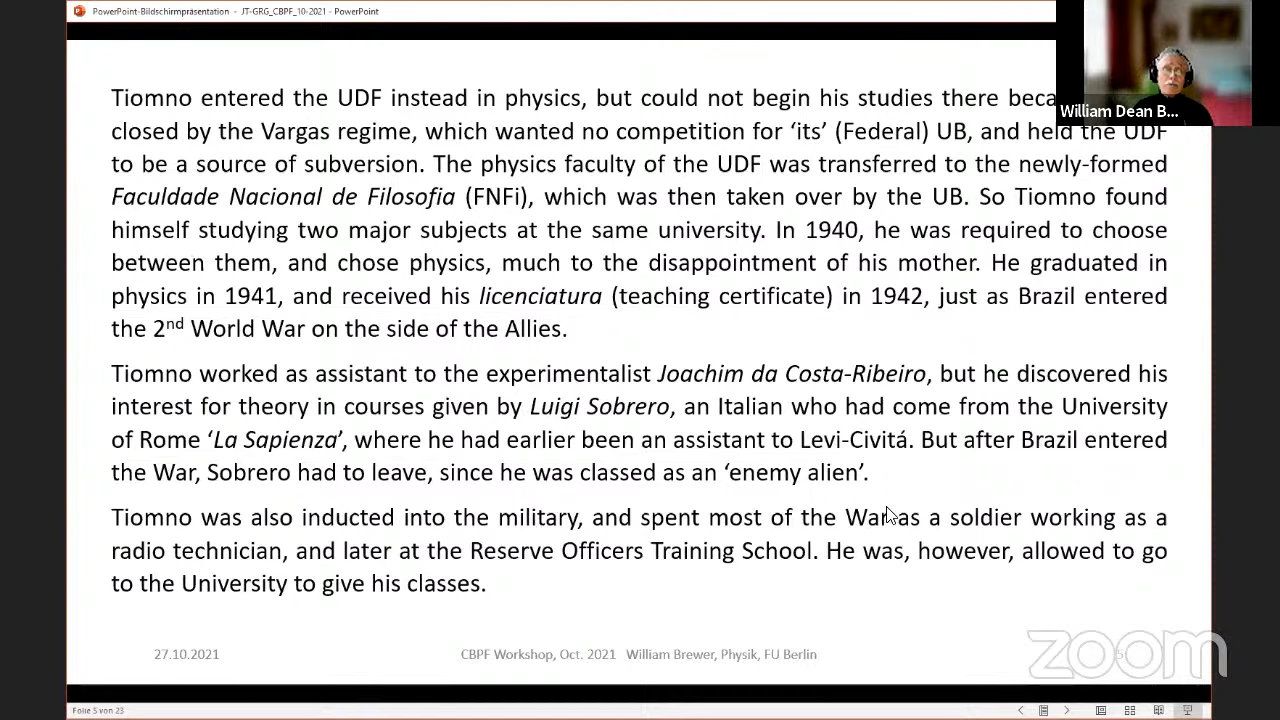 PowerPoint-Bildschirmpräsentation - JT-GRG_CBPF_10-2021 - PowerPoint
William Dean B...
Tiomno entered the UDF instead in physics, but could not begin his studies there
closed by the Vargas regime, which wanted no competition for ‘its’ (Federal) UB, and held the UDF
to be a source of subversion. The physics faculty of the UDF was transferred to the newly-formed
Faculdade Nacional de Filosofia (FNFi), which was then taken over by the UB. So Tiomno found
himself studying two major subjects at the same university. In 1940, he was required to choose
between them, and chose physics, much to the disappointment of his mother. He graduated in
physics in 1941, and received his licenciatura (teaching certificate) in 1942, just as Brazil entered
the 2nd World War on the side of the Allies.
Tiomno worked as assistant to the experimentalist Joachim da Costa-Ribeiro, but he discovered his
interest for theory in courses given by Luigi Sobrero, an Italian who had come from the University
of Rome ‘La Sapienza’, where he had earlier been an assistant to Levi-Civitá. But after Brazil entered
the War, Sobrero had to leave, since he was classed as an ‘enemy alien’.
Tiomno was also inducted into the military, and spent most of the War as a soldier working as a
radio technician, and later at the Reserve Officers Training School. He was, however, allowed to go
to the University to give his classes.
27.10.2021
CBPF Workshop, Oct. 2021 William Brewer, Physik, FU Berlin
5
zoom
Folie 5 von 23